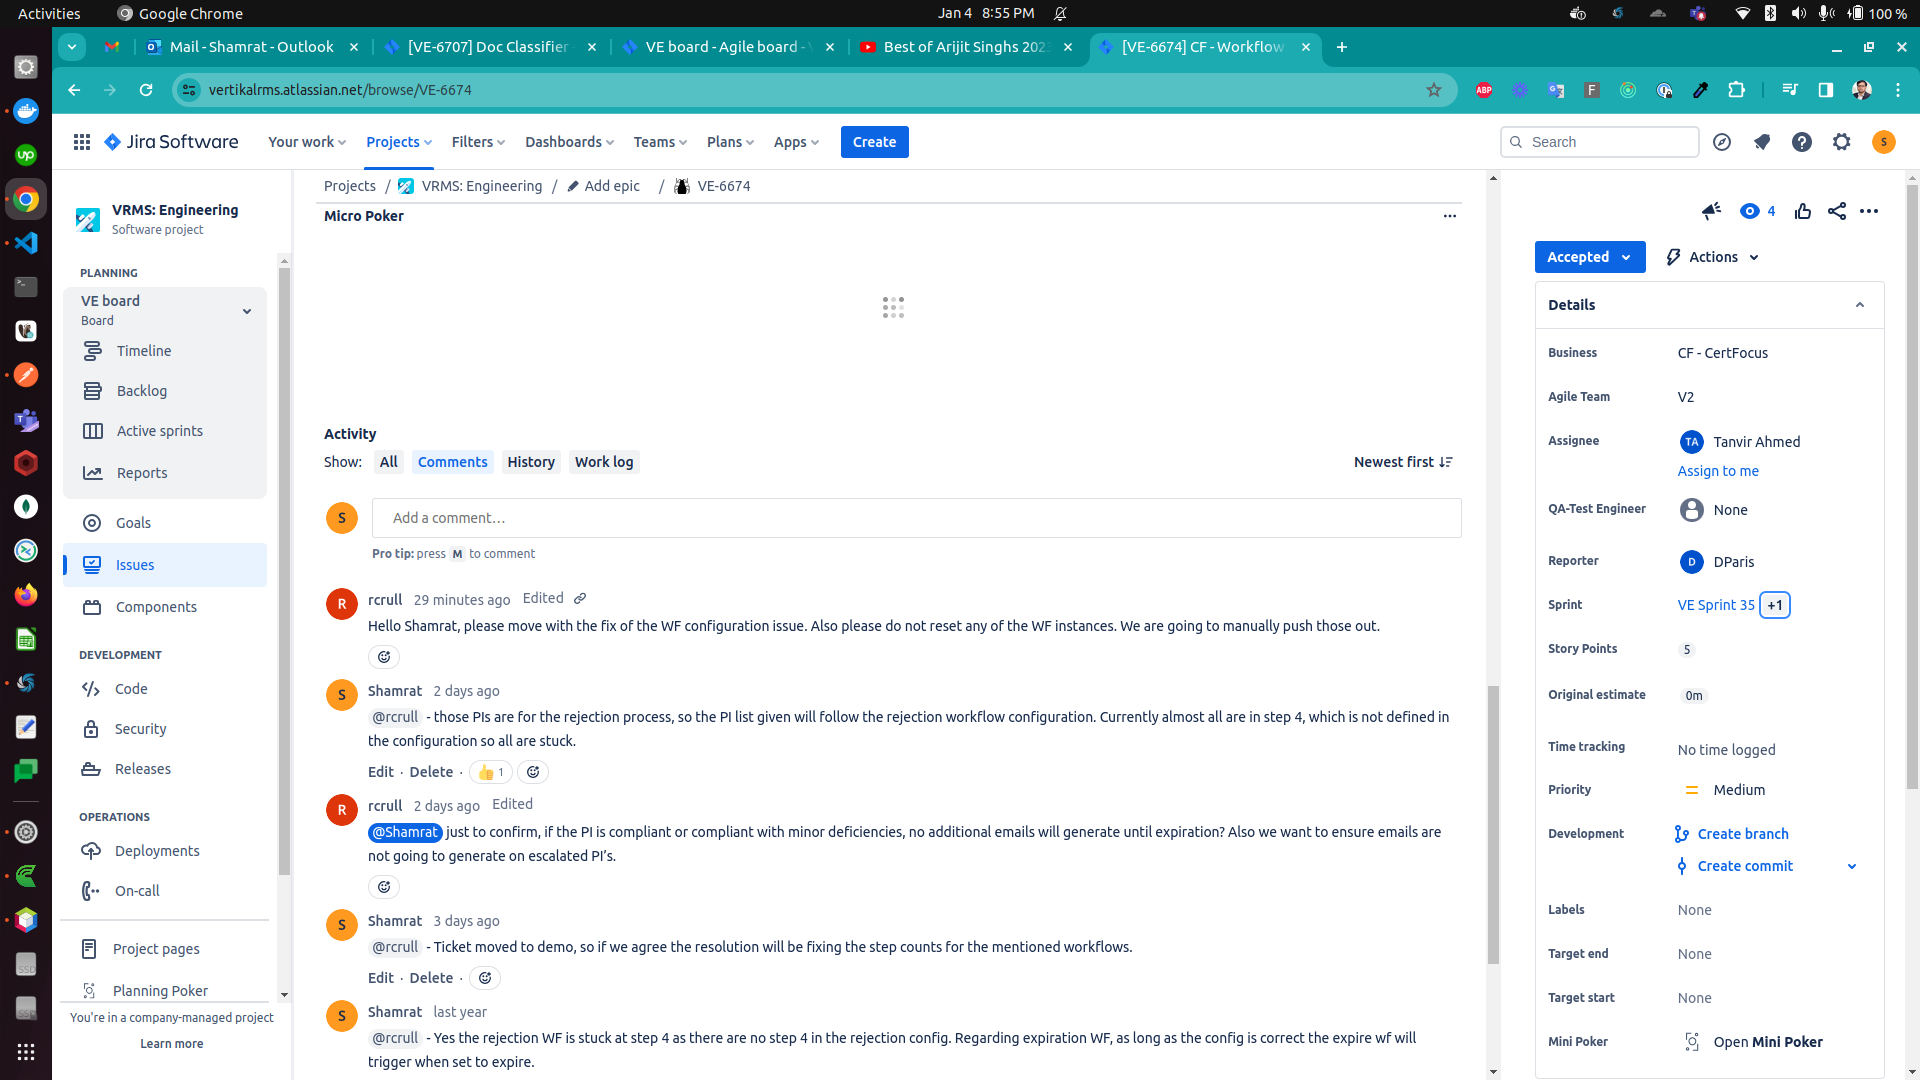 Activities
Google Chrome
Jan 4 8:55 PM
100 %
Mail - Shamrat - Outlook
[VE-6707] Doc Classifier
VE board - Agile board -
Best of Arijit Singhs 202
[VE-6674] CF - Workflow
vertikalrms.atlassian.net/browse/VE-6674
Jira Software
Your work
Projects
Filters
Dashboards
Teams
Plans
Apps
Create
Search
S
VRMS: Engineering
Software project
PLANNING
VE board
Board
Timeline
Backlog
Active sprints
Reports
Goals
Issues
Components
DEVELOPMENT
Code
Security
Releases
OPERATIONS
Deployments
On-call
Project pages
Planning Poker
You're in a company-managed project
Learn more
Projects / VRMS: Engineering / Add epic / VE-6674
Micro Poker
Activity
Show: All Comments History Work log
Newest first
S
Add a comment…
Pro tip: press M to comment
R
rcrull 29 minutes ago Edited
Hello Shamrat, please move with the fix of the WF configuration issue. Also please do not reset any of the WF instances. We are going to manually push those out.
S
Shamrat 2 days ago
@rcrull - those PIs are for the rejection process, so the PI list given will follow the rejection workflow configuration. Currently almost all are in step 4, which is not defined in
the configuration so all are stuck.
Edit · Delete · 👍 1
R
rcrull 2 days ago Edited
@Shamrat just to confirm, if the PI is compliant or compliant with minor deficiencies, no additional emails will generate until expiration? Also we want to ensure emails are
not going to generate on escalated PI’s.
S
Shamrat 3 days ago
@rcrull - Ticket moved to demo, so if we agree the resolution will be fixing the step counts for the mentioned workflows.
Edit · Delete ·
S
Shamrat last year
@rcrull - Yes the rejection WF is stuck at step 4 as there are no step 4 in the rejection config. Regarding expiration WF, as long as the config is correct the expire wf will
trigger when set to expire.
4
Accepted
Actions
Details
Business CF - CertFocus
Agile Team V2
Assignee TA Tanvir Ahmed
Assign to me
QA-Test Engineer None
Reporter D DParis
Sprint VE Sprint 35 +1
Story Points 5
Original estimate 0m
Time tracking No time logged
Priority Medium
Development Create branch
Create commit
Labels None
Target end None
Target start None
Mini Poker Open Mini Poker